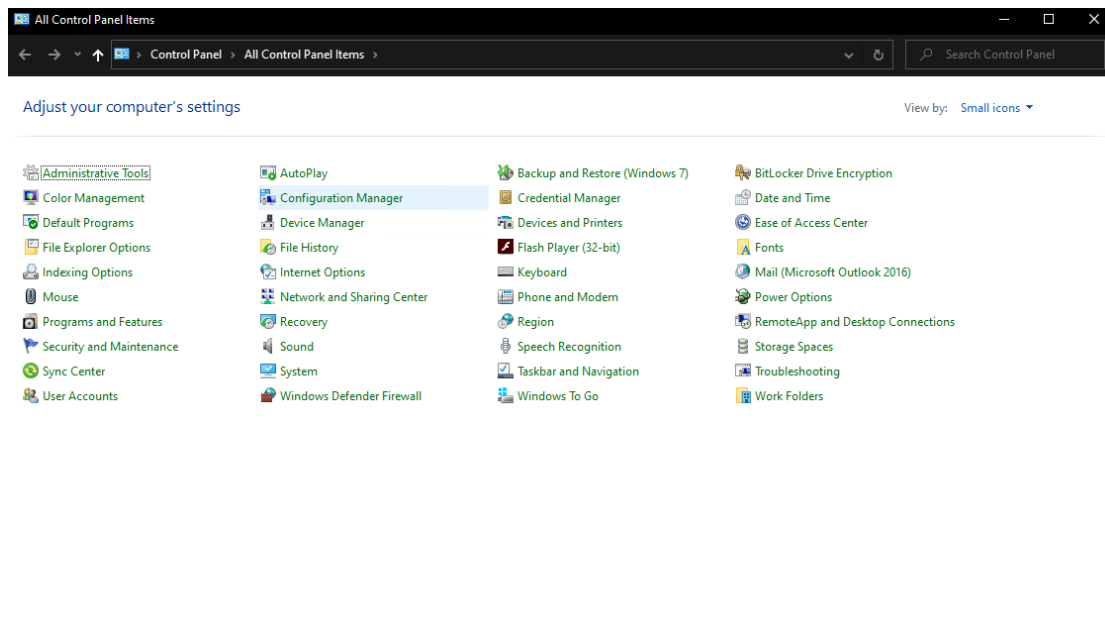 All Control Panel Items
Control Panel > All Control Panel Items >
Search Control Panel
Adjust your computer's settings
View by: Small icons
Administrative Tools
AutoPlay
Backup and Restore (Windows 7)
BitLocker Drive Encryption
Color Management
Configuration Manager
Credential Manager
Date and Time
Default Programs
Device Manager
Devices and Printers
Ease of Access Center
File Explorer Options
File History
Flash Player (32-bit)
Fonts
Indexing Options
Internet Options
Keyboard
Mail (Microsoft Outlook 2016)
Mouse
Network and Sharing Center
Phone and Modem
Power Options
Programs and Features
Recovery
Region
RemoteApp and Desktop Connections
Security and Maintenance
Sound
Speech Recognition
Storage Spaces
Sync Center
System
Taskbar and Navigation
Troubleshooting
User Accounts
Windows Defender Firewall
Windows To Go
Work Folders